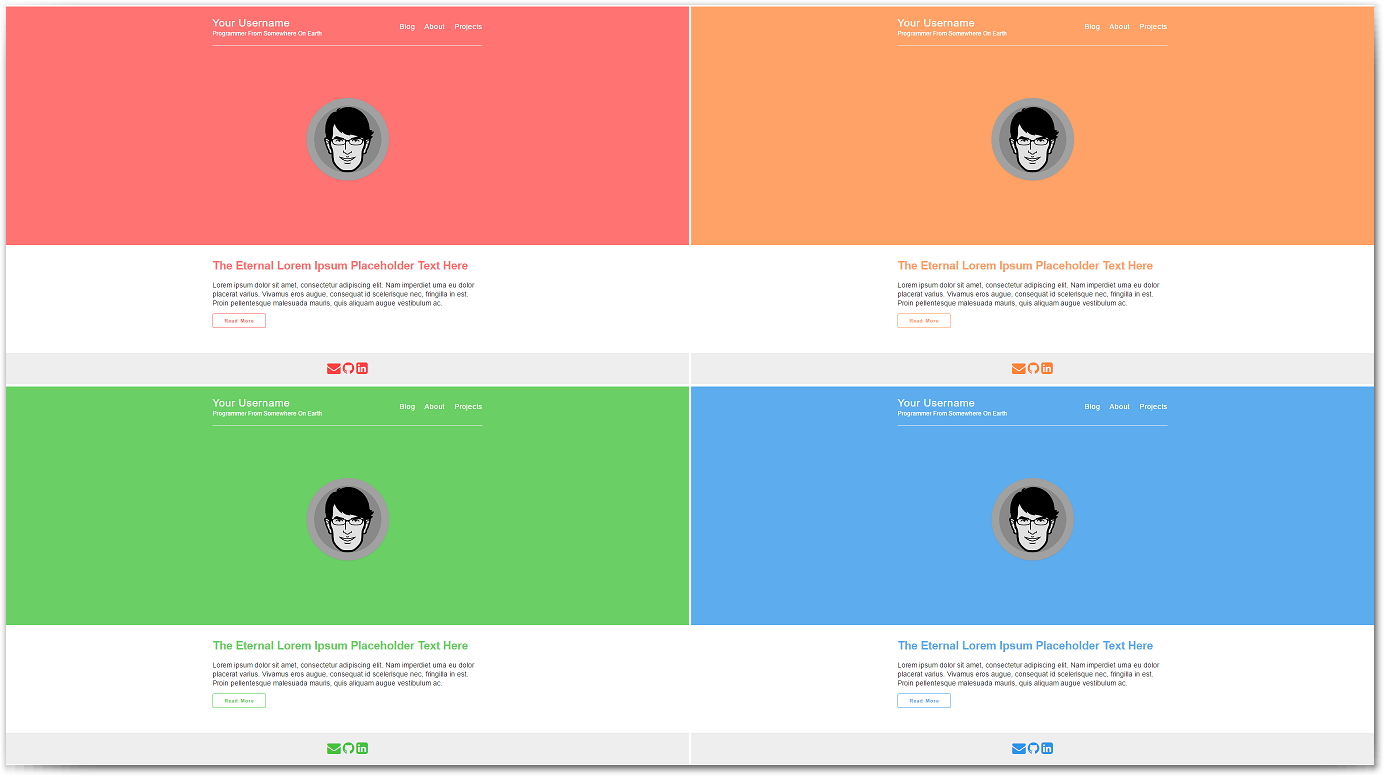 Your Username
Programmer From Somewhere On Earth
Blog About Projects
The Eternal Lorem Ipsum Placeholder Text Here
Lorem ipsum dolor sit amet, consectetur adipiscing elit. Nam imperdiet uma eu dolor
placerat varius. Vivamus eros augue, consequat id scelerisque nec, fringilla in est.
Proin pellentesque malesuada mauris, quis aliquam augue vestibulum ac.
Read More
in
Your Username
Programmer From Somewhere On Earth
Blog About Projects
The Eternal Lorem Ipsum Placeholder Text Here
Lorem ipsum dolor sit amet, consectetur adipiscing elit. Nam imperdiet uma eu dolor
placerat varius. Vivamus eros augue, consequat id scelerisque nec, fringilla in est.
Proin pellentesque malesuada mauris, quis aliquam augue vestibulum ac.
Read More
in
Your Username
Programmer From Somewhere On Earth
Blog About Projects
The Eternal Lorem Ipsum Placeholder Text Here
Lorem ipsum dolor sit amet, consectetur adipiscing elit. Nam imperdiet uma eu dolor
placerat varius. Vivamus eros augue, consequat id scelerisque nec, fringilla in est.
Proin pellentesque malesuada mauris, quis aliquam augue vestibulum ac.
Read More
in
Your Username
Programmer From Somewhere On Earth
Blog About Projects
The Eternal Lorem Ipsum Placeholder Text Here
Lorem ipsum dolor sit amet, consectetur adipiscing elit. Nam imperdiet uma eu dolor
placerat varius. Vivamus eros augue, consequat id scelerisque nec, fringilla in est.
Proin pellentesque malesuada mauris, quis aliquam augue vestibulum ac.
Read More
in